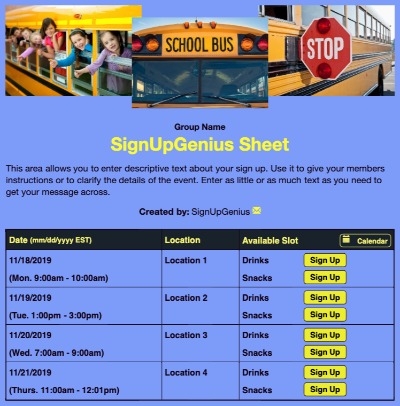 SCHOOL BUS
STOP
Group Name
SignUpGenius Sheet
This area allows you to enter descriptive text about your sign up. Use it to give your members
instructions or to clarify the details of the event. Enter as little or as much text as you need to
get your message across.
Created by: SignUpGenius
Date (mm/dd/yyyy EST) Location Available Slot Calendar
11/18/2019 Location 1 Drinks Sign Up
(Mon. 9:00am - 10:00am) Snacks Sign Up
11/19/2019 Location 2 Drinks Sign Up
(Tue. 1:00pm - 3:00pm) Snacks Sign Up
11/20/2019 Location 3 Drinks Sign Up
(Wed. 7:00am - 9:00am) Snacks Sign Up
11/21/2019 Location 4 Drinks Sign Up
(Thurs. 11:00am - 12:01pm) Snacks Sign Up